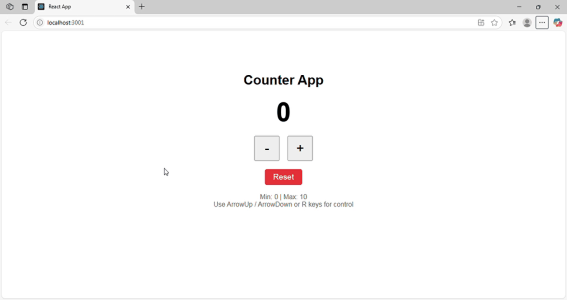 React App
localhost:3001
Counter App
0
- +
Reset
Min: 0 | Max: 10
Use ArrowUp / ArrowDown or R keys for control